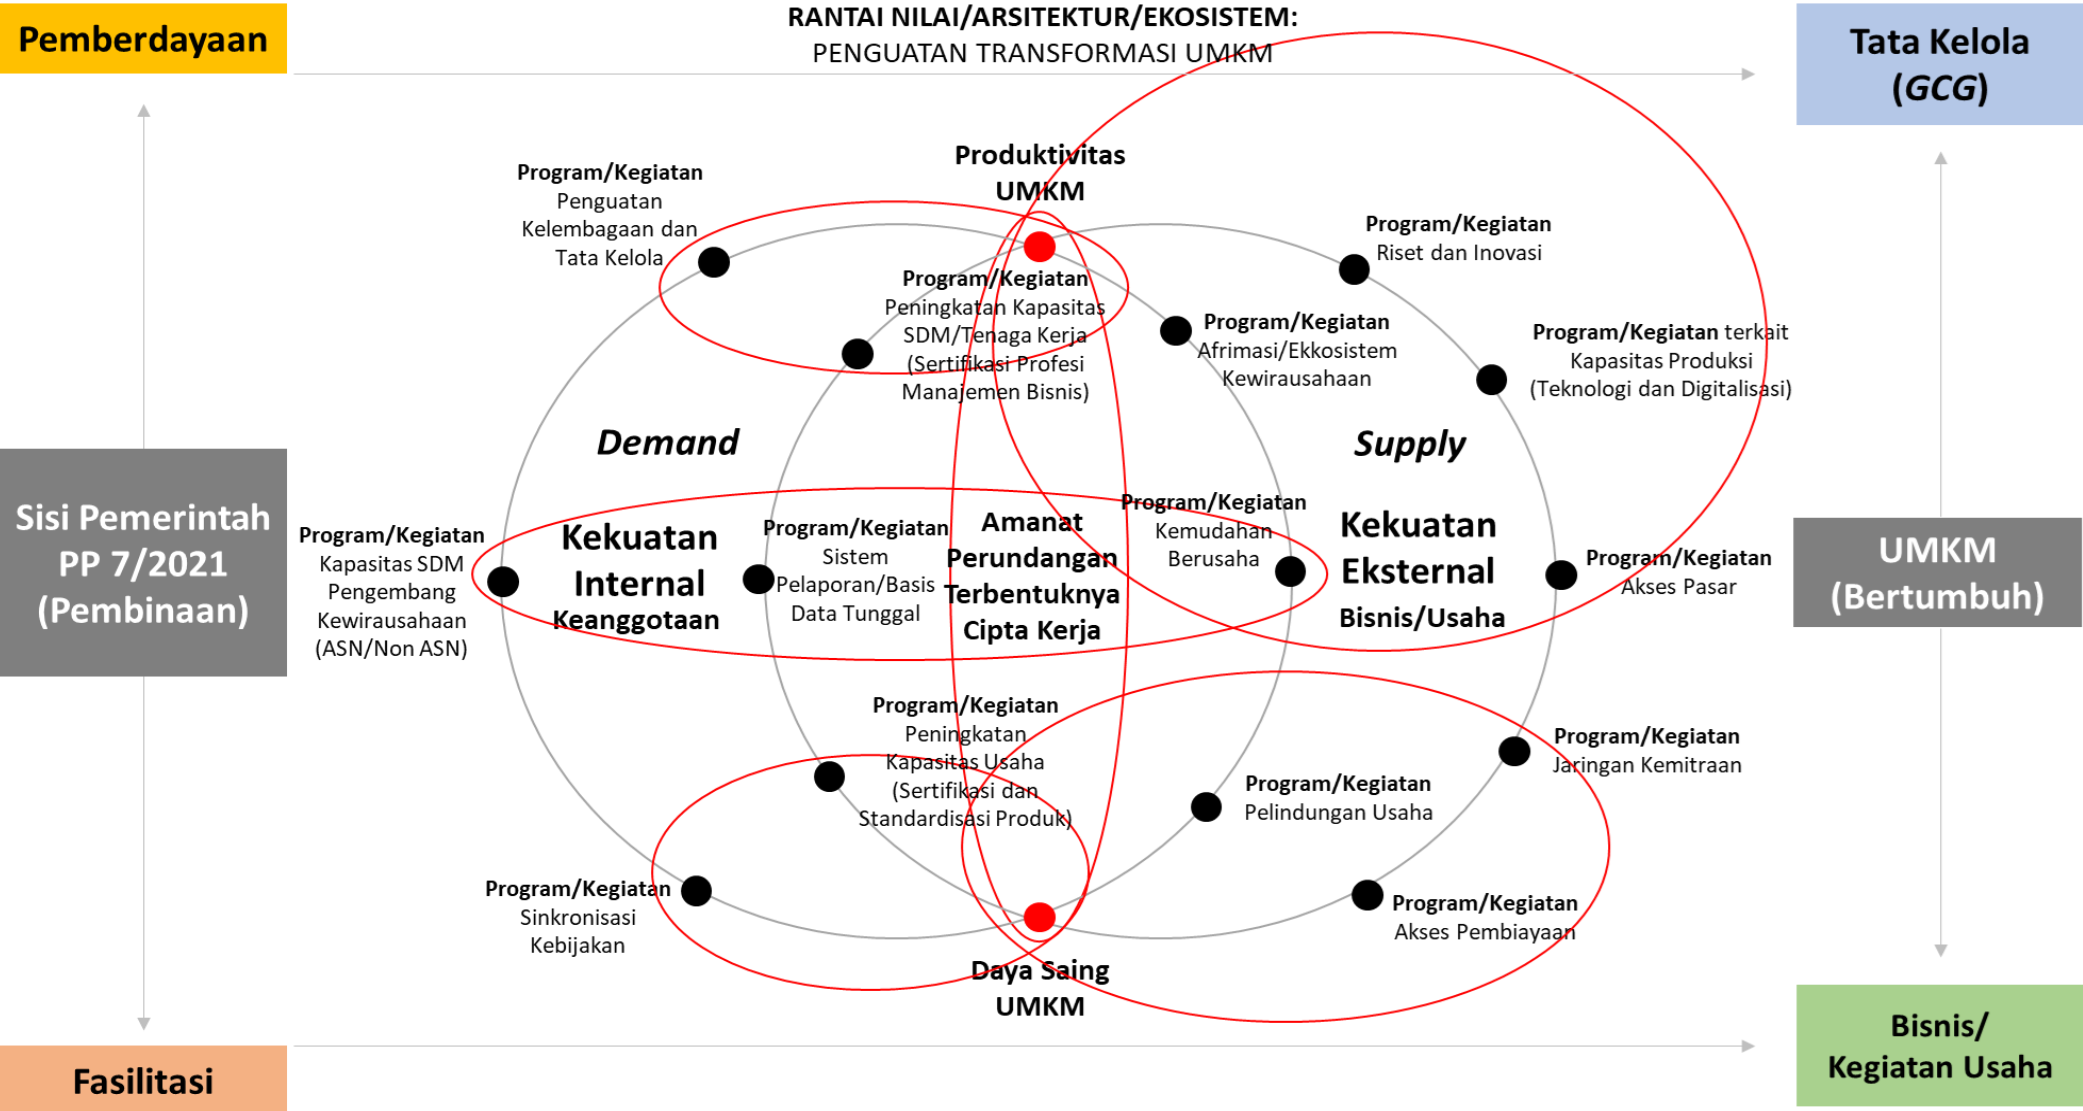 RANTAI NILAI/ARSITEKTUR/EKOSISTEM:
PENGUATAN TRANSFORMASI UMKM
Pemberdayaan
Tata Kelola
(GCG)
Produktivitas
UMKM
Program/Kegiatan
Penguatan
Kelembagaan dan
Tata Kelola
Program/Kegiatan
Riset dan Inovasi
Program/Kegiatan
Peningkatan Kapasitas
SDM/Tenaga Kerja
(Sertifikasi Profesi
Manajemen Bisnis)
Program/Kegiatan
Afrimasi/Ekkosistem
Kewirausahaan
Program/Kegiatan terkait
Kapasitas Produksi
(Teknologi dan Digitalisasi)
Demand
Supply
Sisi Pemerintah
PP 7/2021
(Pembinaan)
Program/Kegiatan
Kapasitas SDM
Pengembang
Kewirausahaan
(ASN/Non ASN)
Kekuatan
Internal
Keanggotaan
Program/Kegiatan
Sistem
Pelaporan/Basis
Data Tunggal
Amanat
Perundangan
Terbentuknya
Cipta Kerja
Program/Kegiatan
Kemudahan
Berusaha
Kekuatan
Eksternal
Bisnis/Usaha
Program/Kegiatan
Akses Pasar
UMKM
(Bertumbuh)
Program/Kegiatan
Peningkatan
Kapasitas Usaha
(Sertifikasi dan
Standardisasi Produk)
Program/Kegiatan
Jaringan Kemitraan
Program/Kegiatan
Pelindungan Usaha
Program/Kegiatan
Sinkronisasi
Kebijakan
Program/Kegiatan
Akses Pembiayaan
Daya Saing
UMKM
Fasilitasi
Bisnis/
Kegiatan Usaha